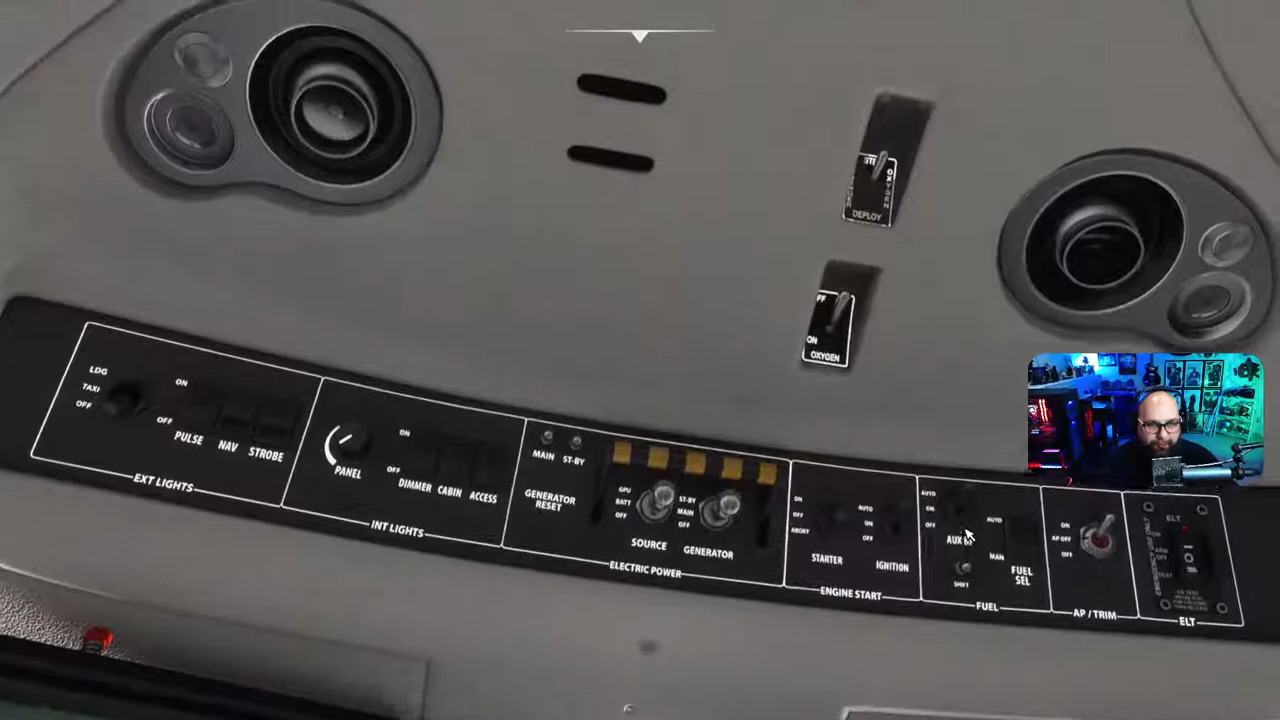 DEPLOY
OXYGEN
ON
OXYGEN
LDG
TAXI
OFF
ON
OFF
PULSE
NAV
STROBE
EXT LIGHTS
PANEL
ON
OFF
DIMMER
CABIN
ACCESS
INT LIGHTS
MAIN
ST-BY
GENERATOR
RESET
GPU
BATT
OFF
SOURCE
ST-BY
MAIN
OFF
GENERATOR
ELECTRIC POWER
ON
OFF
ABORT
STARTER
AUTO
ON
OFF
IGNITION
ENGINE START
AUTO
ON
OFF
SHIFT
AUTO
MAN
FUEL
SEL
FUEL
ON
AP OFF
OFF
AP / TRIM
ELT
TEST
ELT